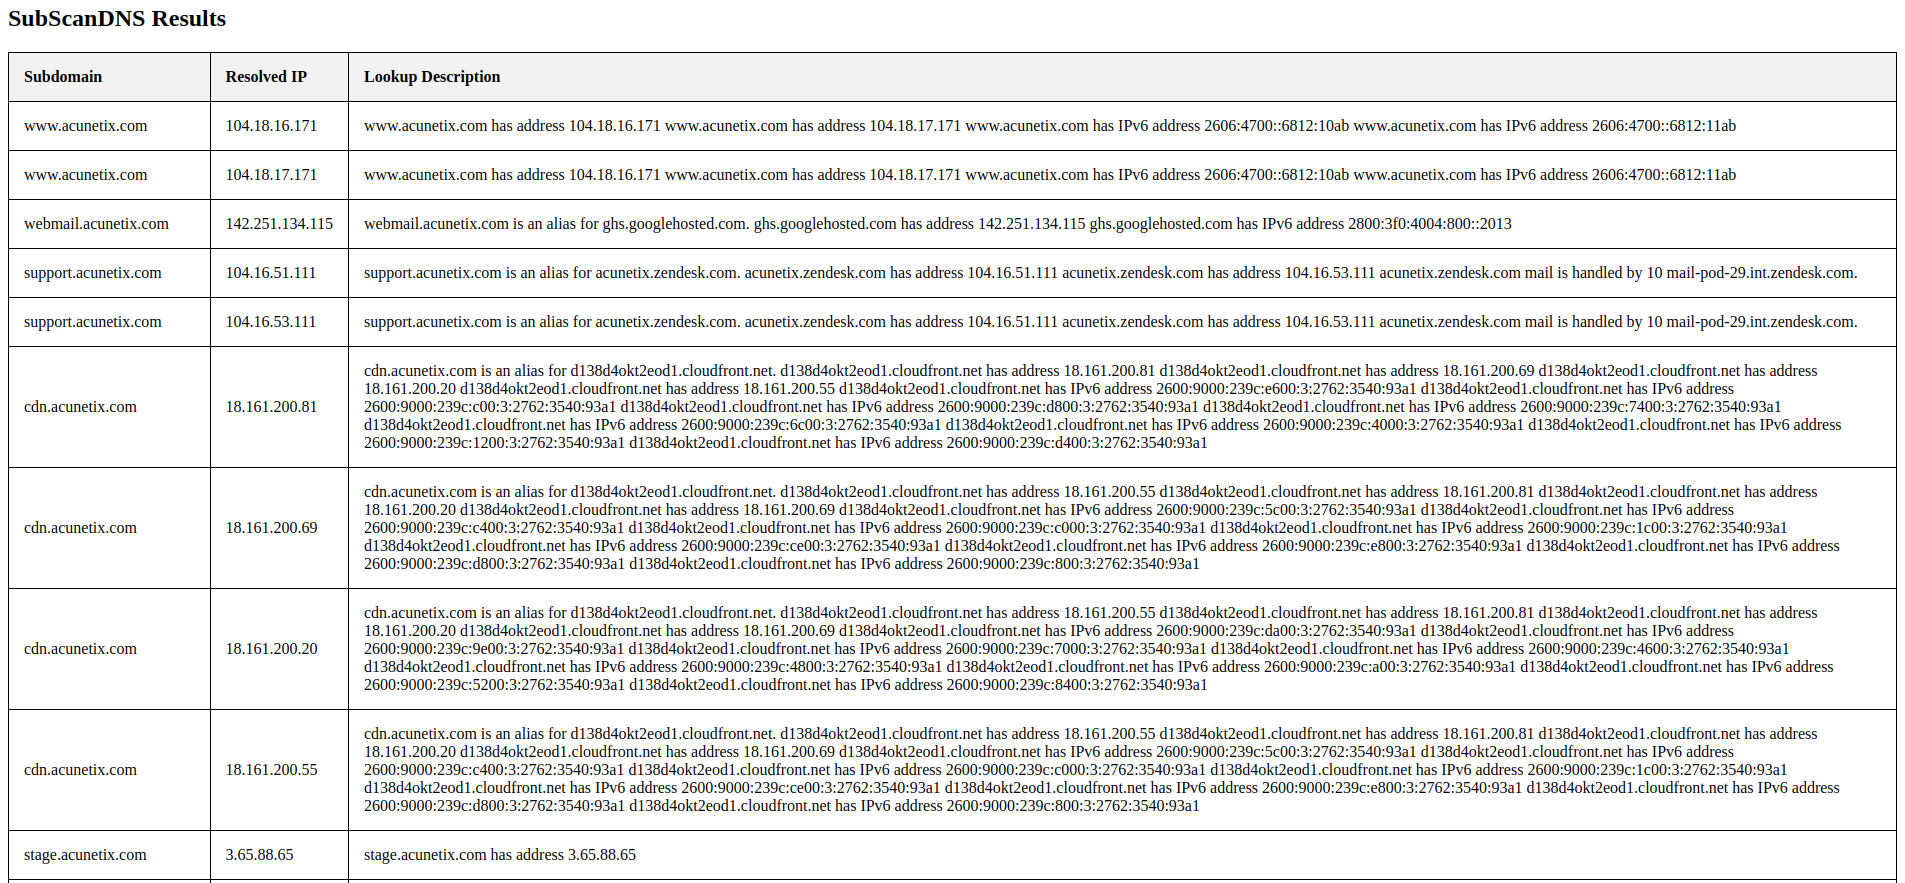 SubScanDNS Results
Subdomain Resolved IP Lookup Description
www.acunetix.com 104.18.16.171 www.acunetix.com has address 104.18.16.171 www.acunetix.com has address 104.18.17.171 www.acunetix.com has IPv6 address 2606:4700::6812:10ab www.acunetix.com has IPv6 address 2606:4700::6812:11ab
www.acunetix.com 104.18.17.171 www.acunetix.com has address 104.18.16.171 www.acunetix.com has address 104.18.17.171 www.acunetix.com has IPv6 address 2606:4700::6812:10ab www.acunetix.com has IPv6 address 2606:4700::6812:11ab
webmail.acunetix.com 142.251.134.115 webmail.acunetix.com is an alias for ghs.googlehosted.com. ghs.googlehosted.com has address 142.251.134.115 ghs.googlehosted.com has IPv6 address 2800:3f0:4004:800::2013
support.acunetix.com 104.16.51.111 support.acunetix.com is an alias for acunetix.zendesk.com. acunetix.zendesk.com has address 104.16.51.111 acunetix.zendesk.com has address 104.16.53.111 acunetix.zendesk.com mail is handled by 10 mail-pod-29.int.zendesk.com.
support.acunetix.com 104.16.53.111 support.acunetix.com is an alias for acunetix.zendesk.com. acunetix.zendesk.com has address 104.16.51.111 acunetix.zendesk.com has address 104.16.53.111 acunetix.zendesk.com mail is handled by 10 mail-pod-29.int.zendesk.com.
cdn.acunetix.com 18.161.200.81
cdn.acunetix.com is an alias for d138d4okt2eod1.cloudfront.net. d138d4okt2eod1.cloudfront.net has address 18.161.200.81 d138d4okt2eod1.cloudfront.net has address 18.161.200.69 d138d4okt2eod1.cloudfront.net has address
18.161.200.20 d138d4okt2eod1.cloudfront.net has address 18.161.200.55 d138d4okt2eod1.cloudfront.net has IPv6 address 2600:9000:239c:e600:3:2762:3540:93a1 d138d4okt2eod1.cloudfront.net has IPv6 address
2600:9000:239c:c00:3:2762:3540:93a1 d138d4okt2eod1.cloudfront.net has IPv6 address 2600:9000:239c:d800:3:2762:3540:93a1 d138d4okt2eod1.cloudfront.net has IPv6 address 2600:9000:239c:7400:3:2762:3540:93a1
d138d4okt2eod1.cloudfront.net has IPv6 address 2600:9000:239c:6c00:3:2762:3540:93a1 d138d4okt2eod1.cloudfront.net has IPv6 address 2600:9000:239c:4000:3:2762:3540:93a1 d138d4okt2eod1.cloudfront.net has IPv6 address
2600:9000:239c:1200:3:2762:3540:93a1 d138d4okt2eod1.cloudfront.net has IPv6 address 2600:9000:239c:d400:3:2762:3540:93a1
cdn.acunetix.com 18.161.200.69
cdn.acunetix.com is an alias for d138d4okt2eod1.cloudfront.net. d138d4okt2eod1.cloudfront.net has address 18.161.200.55 d138d4okt2eod1.cloudfront.net has address 18.161.200.81 d138d4okt2eod1.cloudfront.net has address
18.161.200.20 d138d4okt2eod1.cloudfront.net has address 18.161.200.69 d138d4okt2eod1.cloudfront.net has IPv6 address 2600:9000:239c:5c00:3:2762:3540:93a1 d138d4okt2eod1.cloudfront.net has IPv6 address
2600:9000:239c:c400:3:2762:3540:93a1 d138d4okt2eod1.cloudfront.net has IPv6 address 2600:9000:239c:c000:3:2762:3540:93a1 d138d4okt2eod1.cloudfront.net has IPv6 address 2600:9000:239c:1c00:3:2762:3540:93a1
d138d4okt2eod1.cloudfront.net has IPv6 address 2600:9000:239c:ce00:3:2762:3540:93a1 d138d4okt2eod1.cloudfront.net has IPv6 address 2600:9000:239c:e800:3:2762:3540:93a1 d138d4okt2eod1.cloudfront.net has IPv6 address
2600:9000:239c:d800:3:2762:3540:93a1 d138d4okt2eod1.cloudfront.net has IPv6 address 2600:9000:239c:800:3:2762:3540:93a1
cdn.acunetix.com 18.161.200.20
cdn.acunetix.com is an alias for d138d4okt2eod1.cloudfront.net. d138d4okt2eod1.cloudfront.net has address 18.161.200.55 d138d4okt2eod1.cloudfront.net has address 18.161.200.81 d138d4okt2eod1.cloudfront.net has address
18.161.200.20 d138d4okt2eod1.cloudfront.net has address 18.161.200.69 d138d4okt2eod1.cloudfront.net has IPv6 address 2600:9000:239c:da00:3:2762:3540:93a1 d138d4okt2eod1.cloudfront.net has IPv6 address
2600:9000:239c:9e00:3:2762:3540:93a1 d138d4okt2eod1.cloudfront.net has IPv6 address 2600:9000:239c:7000:3:2762:3540:93a1 d138d4okt2eod1.cloudfront.net has IPv6 address 2600:9000:239c:4600:3:2762:3540:93a1
d138d4okt2eod1.cloudfront.net has IPv6 address 2600:9000:239c:4800:3:2762:3540:93a1 d138d4okt2eod1.cloudfront.net has IPv6 address 2600:9000:239c:a00:3:2762:3540:93a1 d138d4okt2eod1.cloudfront.net has IPv6 address
2600:9000:239c:5200:3:2762:3540:93a1 d138d4okt2eod1.cloudfront.net has IPv6 address 2600:9000:239c:8400:3:2762:3540:93a1
cdn.acunetix.com 18.161.200.55
cdn.acunetix.com is an alias for d138d4okt2eod1.cloudfront.net. d138d4okt2eod1.cloudfront.net has address 18.161.200.55 d138d4okt2eod1.cloudfront.net has address 18.161.200.81 d138d4okt2eod1.cloudfront.net has address
18.161.200.20 d138d4okt2eod1.cloudfront.net has address 18.161.200.69 d138d4okt2eod1.cloudfront.net has IPv6 address 2600:9000:239c:5c00:3:2762:3540:93a1 d138d4okt2eod1.cloudfront.net has IPv6 address
2600:9000:239c:c400:3:2762:3540:93a1 d138d4okt2eod1.cloudfront.net has IPv6 address 2600:9000:239c:c000:3:2762:3540:93a1 d138d4okt2eod1.cloudfront.net has IPv6 address 2600:9000:239c:1c00:3:2762:3540:93a1
d138d4okt2eod1.cloudfront.net has IPv6 address 2600:9000:239c:ce00:3:2762:3540:93a1 d138d4okt2eod1.cloudfront.net has IPv6 address 2600:9000:239c:e800:3:2762:3540:93a1 d138d4okt2eod1.cloudfront.net has IPv6 address
2600:9000:239c:d800:3:2762:3540:93a1 d138d4okt2eod1.cloudfront.net has IPv6 address 2600:9000:239c:800:3:2762:3540:93a1
stage.acunetix.com 3.65.88.65 stage.acunetix.com has address 3.65.88.65